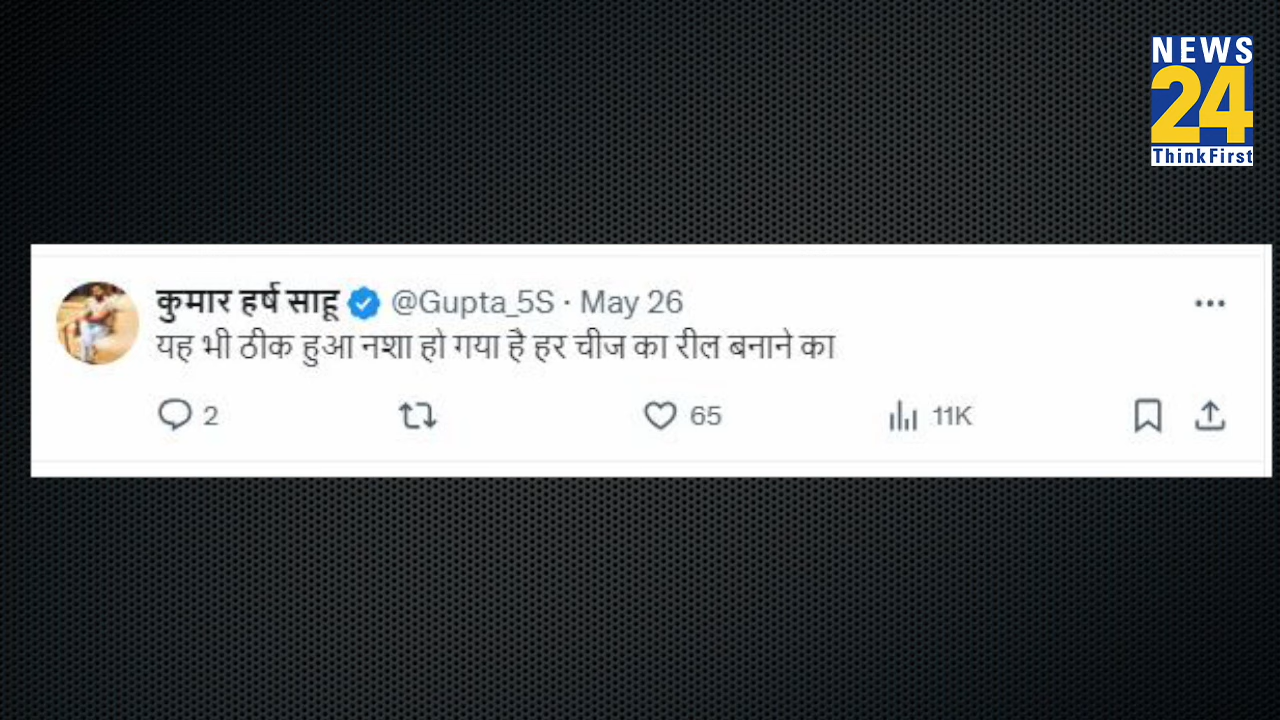 NEWS
24
ThinkFirst
कुमार हर्ष साहू @Gupta_5S · May 26
यह भी ठीक हुआ नशा हो गया है हर चीज का रील बनाने का
2 65 11K